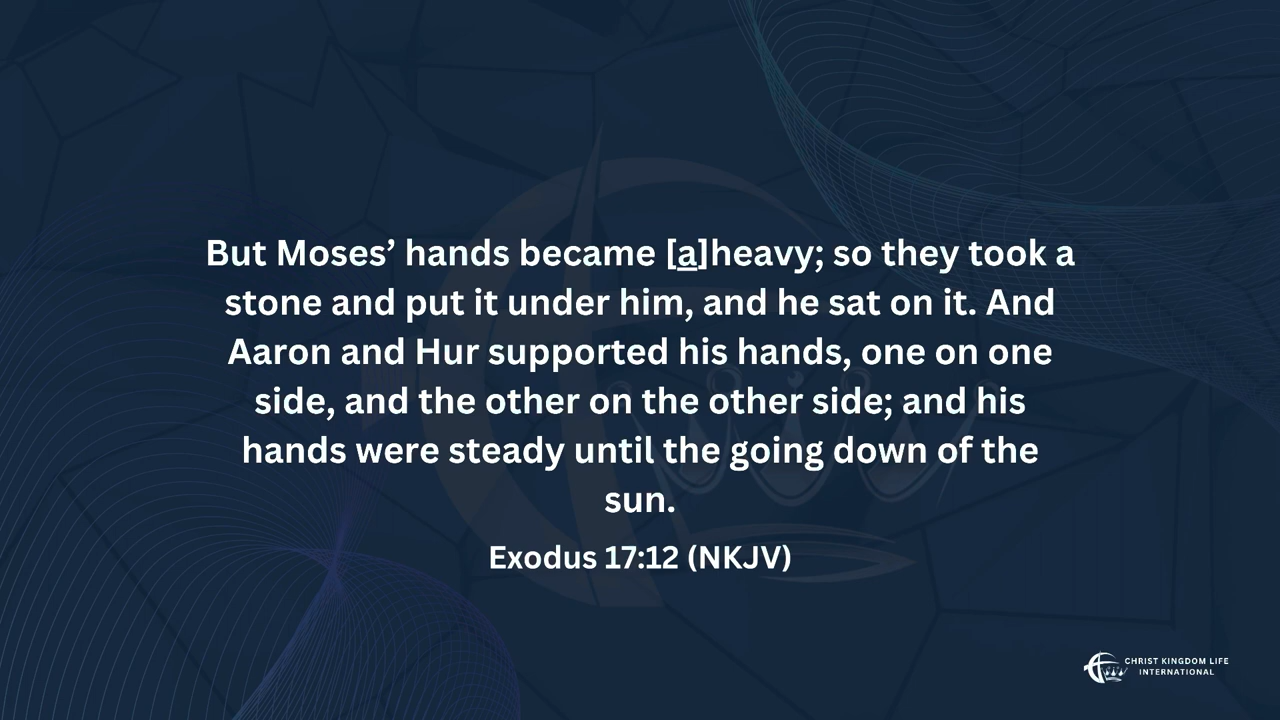 But Moses’ hands became [a]heavy; so they took a
stone and put it under him, and he sat on it. And
Aaron and Hur supported his hands, one on one
side, and the other on the other side; and his
hands were steady until the going down of the
sun.
Exodus 17:12 (NKJV)
CHRIST KINGDOM LIFE
INTERNATIONAL